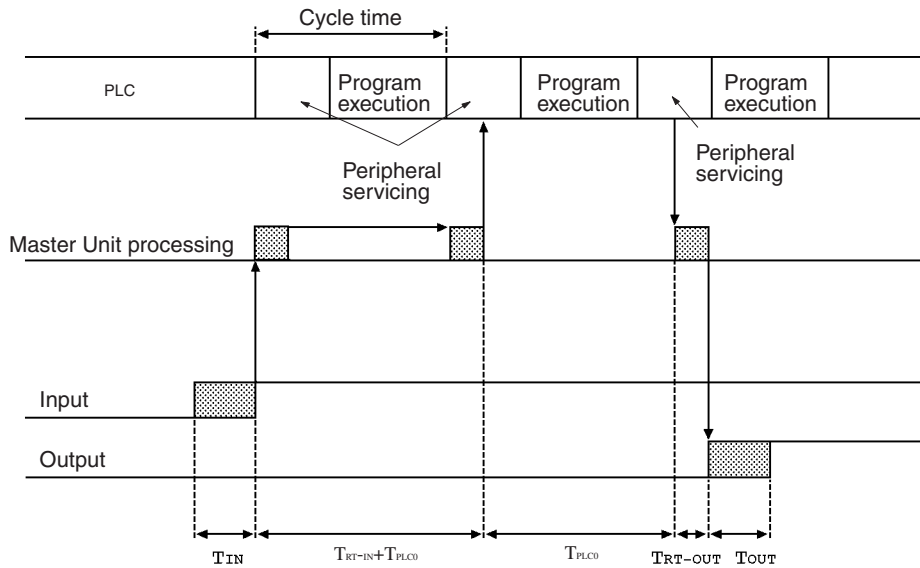 Cycle time
PLC
Program
execution
Program
execution
Program
execution
Peripheral
servicing
Peripheral
servicing
Master Unit processing
Input
Output
TIN
TRT-IN+TPLC0
TPLC0
TRT-OUT
TOUT